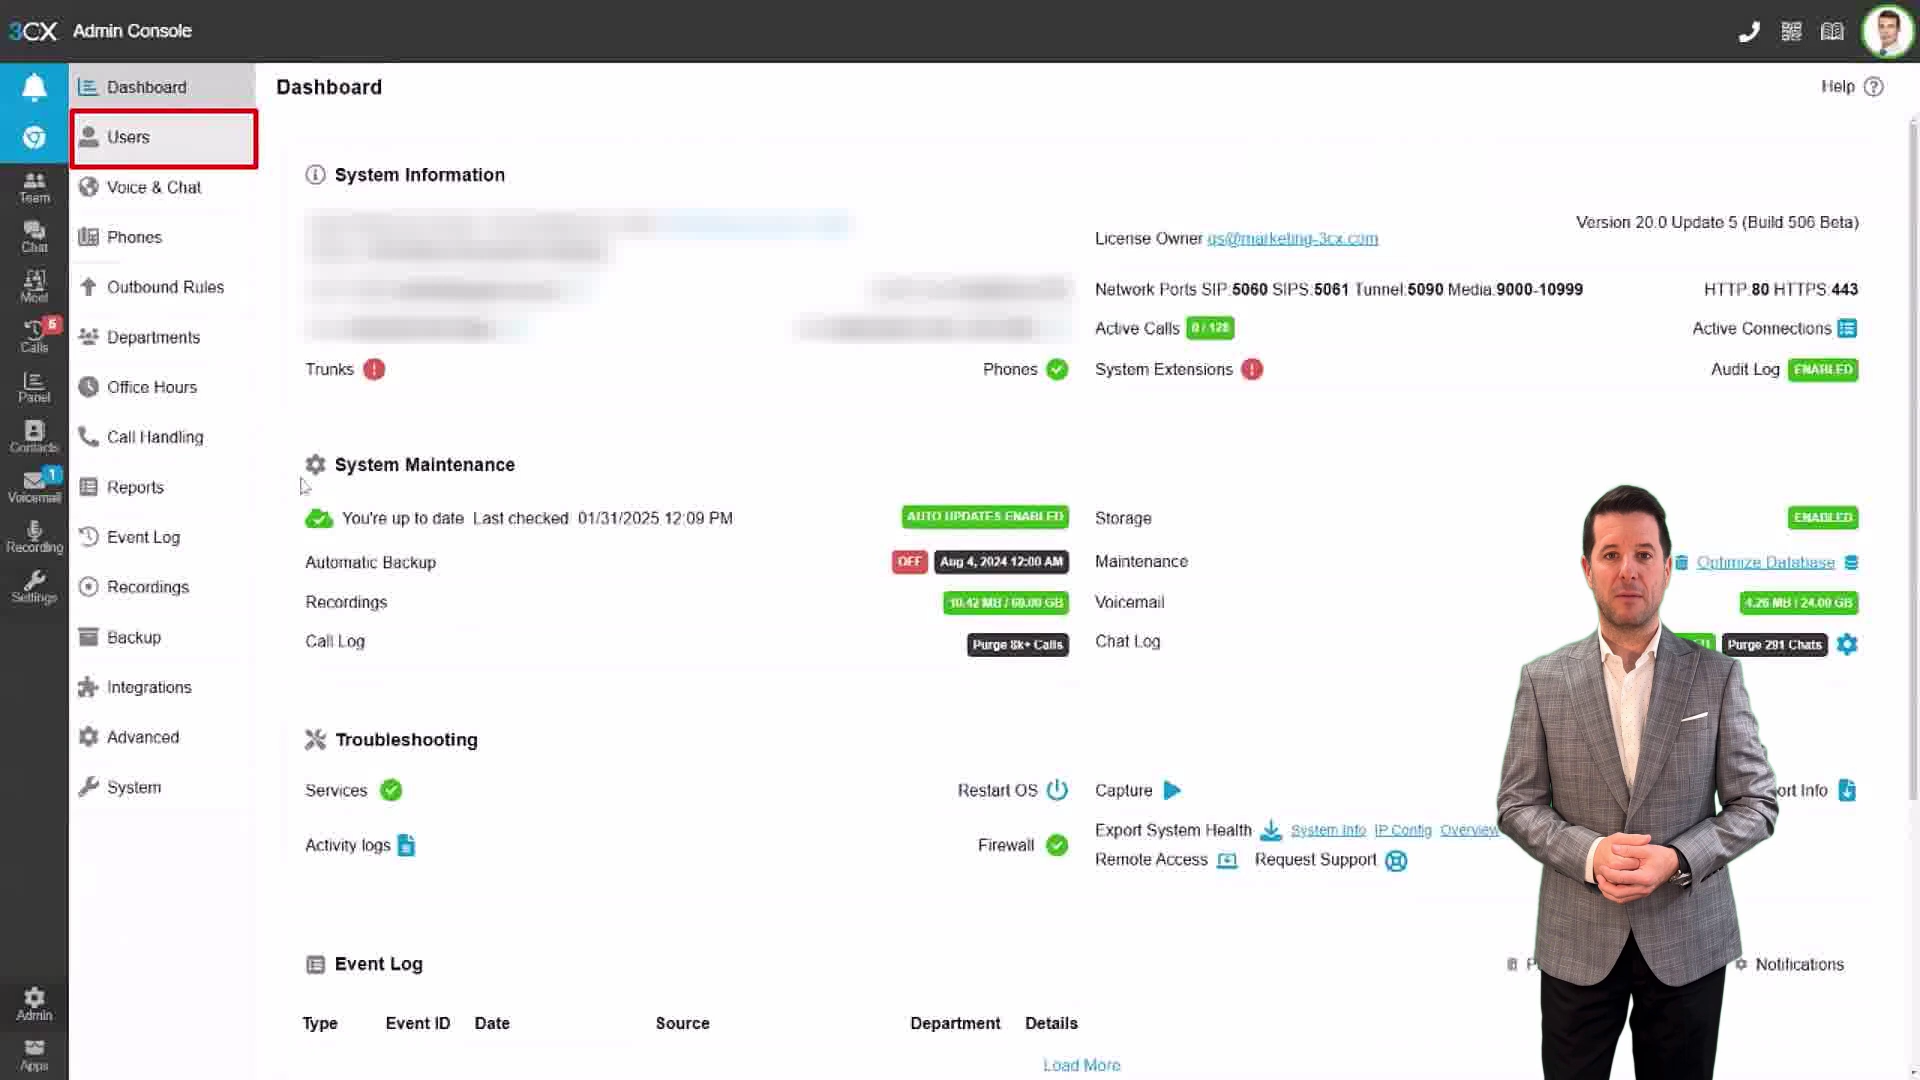 3CX Admin Console
Dashboard
Users
Voice & Chat
Phones
Outbound Rules
Departments
Office Hours
Call Handling
Reports
Event Log
Recordings
Backup
Integrations
Advanced
System
Team
Chat
Meet
6
Calls
Panel
Contacts
1
Voicemail
Recording
Settings
Admin
Apps
Dashboard
Help
System Information
Version 20.0 Update 5 (Build 506 Beta)
License Owner qs@marketing-3cx.com
Network Ports SIP:5060 SIPS:5061 Tunnel:5090 Media:9000-10999 HTTP:80 HTTPS:443
Active Calls 0 / 128 Active Connections
Trunks Phones System Extensions Audit Log ENABLED
System Maintenance
You're up to date Last checked 01/31/2025 12:09 PM AUTO UPDATES ENABLED Storage ENABLED
Automatic Backup OFF Aug 4, 2024 12:00 AM Maintenance Optimize Database
Recordings 10.42 MB / 60.00 GB Voicemail 4.26 MB / 24.00 GB
Call Log Purge 8k+ Calls Chat Log Purge 291 Chats
Troubleshooting
Services Restart OS Capture ort Info
Export System Health System Info IP Config Overview
Activity logs Firewall
Remote Access Request Support
Event Log Notifications
Type Event ID Date Source Department Details
Load More